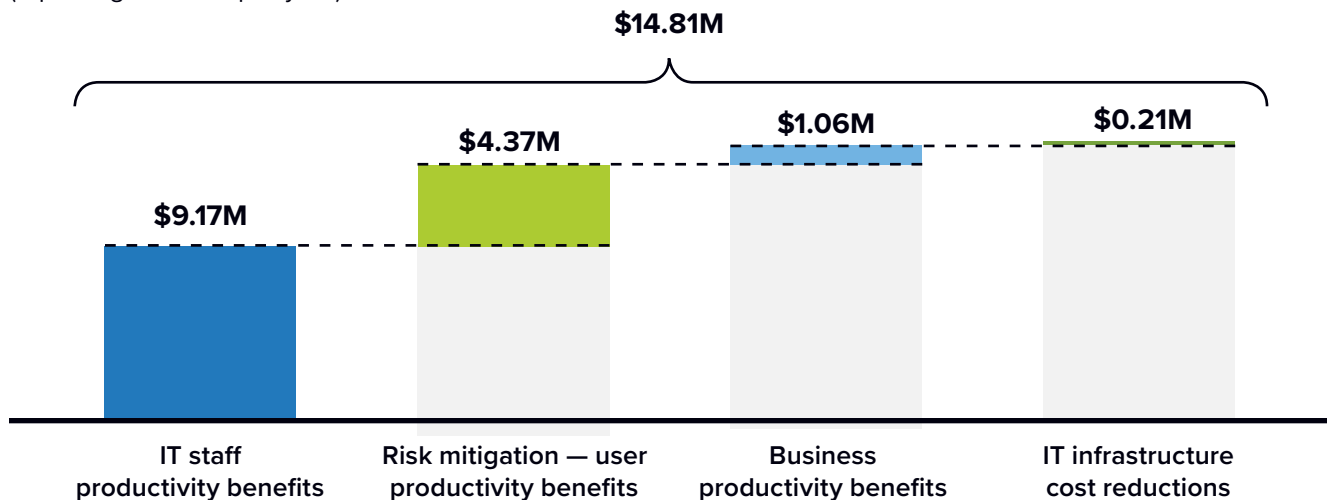 $14.81M
$9.17M
$4.37M
$1.06M
$0.21M
IT staff
productivity benefits
Risk mitigation — user
productivity benefits
Business
productivity benefits
IT infrastructure
cost reductions